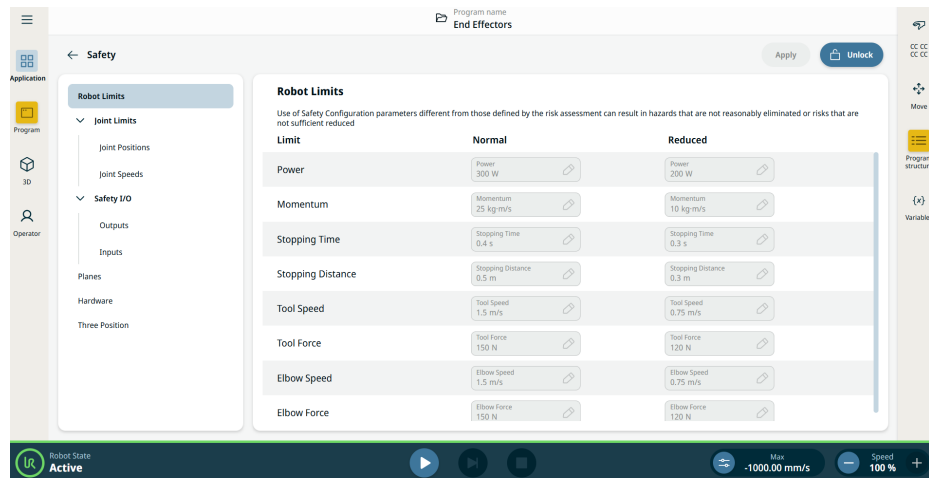 Program name
End Effectors
Safety
Apply
Unlock
Application
Program
3D
Operator
Robot Limits
Joint Limits
Joint Positions
Joint Speeds
Safety I/O
Outputs
Inputs
Planes
Hardware
Three Position
Robot Limits
Use of Safety Configuration parameters different from those defined by the risk assessment can result in hazards that are not reasonably eliminated or risks that are
not sufficient reduced
Limit Normal Reduced
Power Power 300 W Power 200 W
Momentum Momentum 25 kg-m/s Momentum 10 kg-m/s
Stopping Time Stopping Time 0.4 s Stopping Time 0.3 s
Stopping Distance Stopping Distance 0.5 m Stopping Distance 0.3 m
Tool Speed Tool Speed 1.5 m/s Tool Speed 0.75 m/s
Tool Force Tool Force 150 N Tool Force 120 N
Elbow Speed Elbow Speed 1.5 m/s Elbow Speed 0.75 m/s
Elbow Force Elbow Force 150 N Elbow Force 120 N
CC CC
CC CC
Move
Program
structur
{x}
Variable
UR
Robot State
Active
Max
-1000.00 mm/s
Speed
100 %